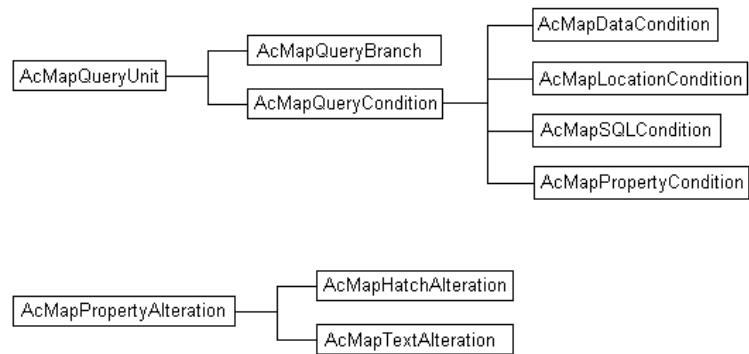 AcMapDataCondition
AcMapQueryBranch
AcMapQueryUnit
AcMapLocationCondition
AcMapQueryCondition
AcMapSQLCondition
AcMapPropertyCondition
AcMapHatchAlteration
AcMapPropertyAlteration
AcMapTextAlteration